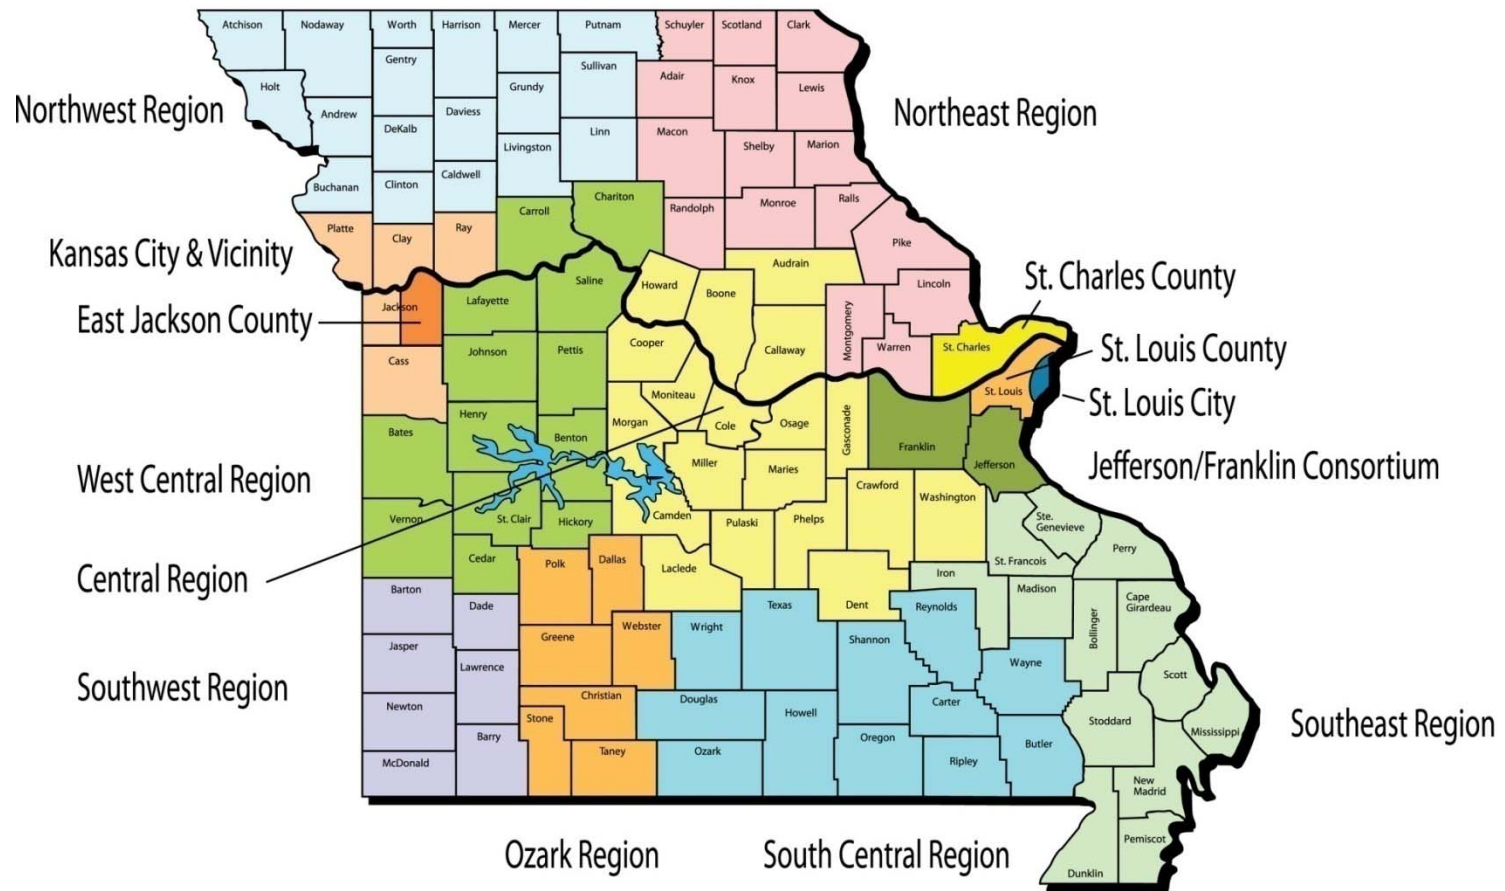 Atchison
Nodaway
Worth
Harrison
Mercer
Putnam
Schuyler
Scotland
Clark
Gentry
Sullivan
Adair
Knox
Lewis
Holt
Grundy
Northwest Region
Andrew
Daviess
Northeast Region
DeKalb
Linn
Macon
Livingston
Shelby
Marion
Buchanan
Clinton
Caldwell
Chariton
Carroll
Randolph
Monroe
Ralls
Platte
Clay
Ray
Pike
Kansas City & Vicinity
Audrain
St. Charles County
Saline
Howard
Boone
Lincoln
Jackson
Lafayette
East Jackson County
Montgomery
Cooper
Callaway
Warren
St. Charles
St. Louis County
Cass
Johnson
Pettis
Moniteau
St. Louis
St. Louis City
Henry
Morgan
Cole
Osage
Gasconade
Bates
Benton
Franklin
Jefferson
Jefferson/Franklin Consortium
West Central Region
Miller
Maries
Crawford
Washington
Vernon
St. Clair
Hickory
Camden
Pulaski
Phelps
Ste.
Genevieve
Perry
Central Region
Cedar
Polk
Dallas
Laclede
St. Francois
Iron
Madison
Barton
Dade
Texas
Dent
Reynolds
Bollinger
Cape
Girardeau
Greene
Webster
Wright
Shannon
Jasper
Lawrence
Wayne
Scott
Southwest Region
Newton
Christian
Douglas
Howell
Carter
Stone
Stoddard
Mississippi
Southeast Region
Barry
Taney
Ozark
Oregon
Butler
McDonald
Ripley
New
Madrid
Pemiscot
Ozark Region
South Central Region
Dunklin